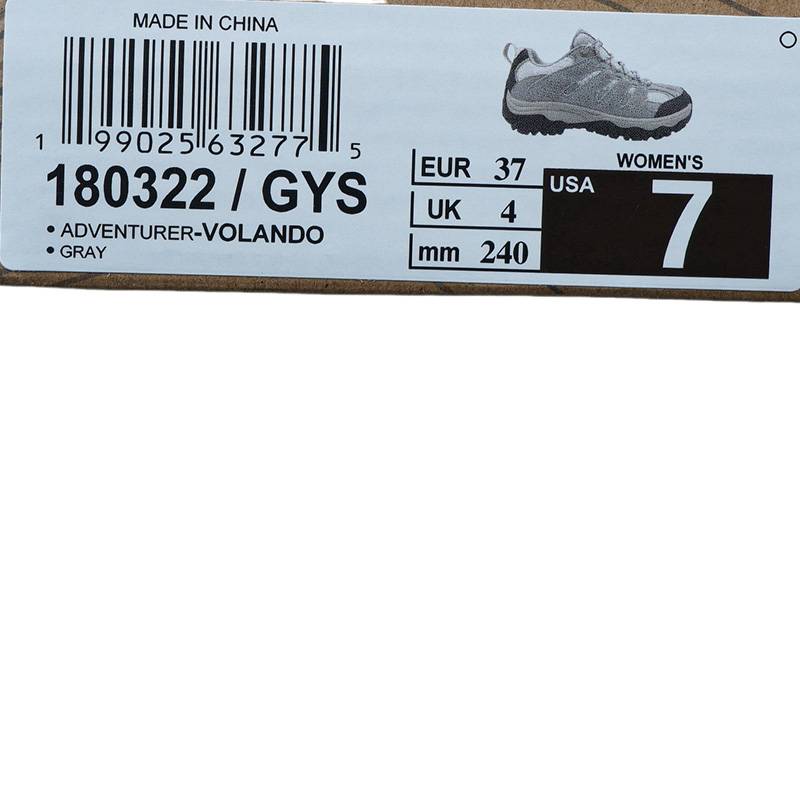 MADE IN CHINA
1 99025 63277 5
180322 / GYS
• ADVENTURER-VOLANDO
• GRAY
EUR 37
UK 4
mm 240
WOMEN'S
USA 7